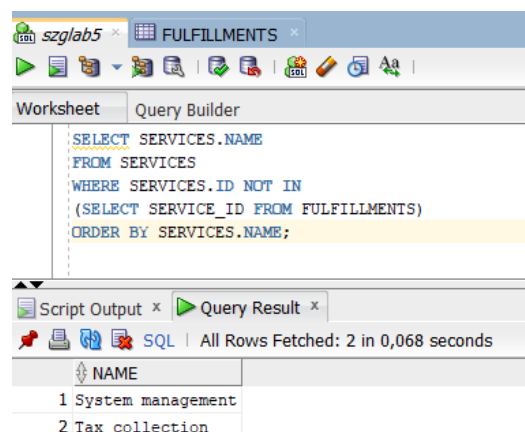 szglab5 × FULFILLMENTS ×
SQL Aa
Worksheet Query Builder
SELECT SERVICES.NAME
FROM SERVICES
WHERE SERVICES.ID NOT IN
(SELECT SERVICE_ID FROM FULFILLMENTS)
ORDER BY SERVICES.NAME;
Script Output × Query Result ×
SQL | All Rows Fetched: 2 in 0,068 seconds
NAME
1 System management
2 Tax collection